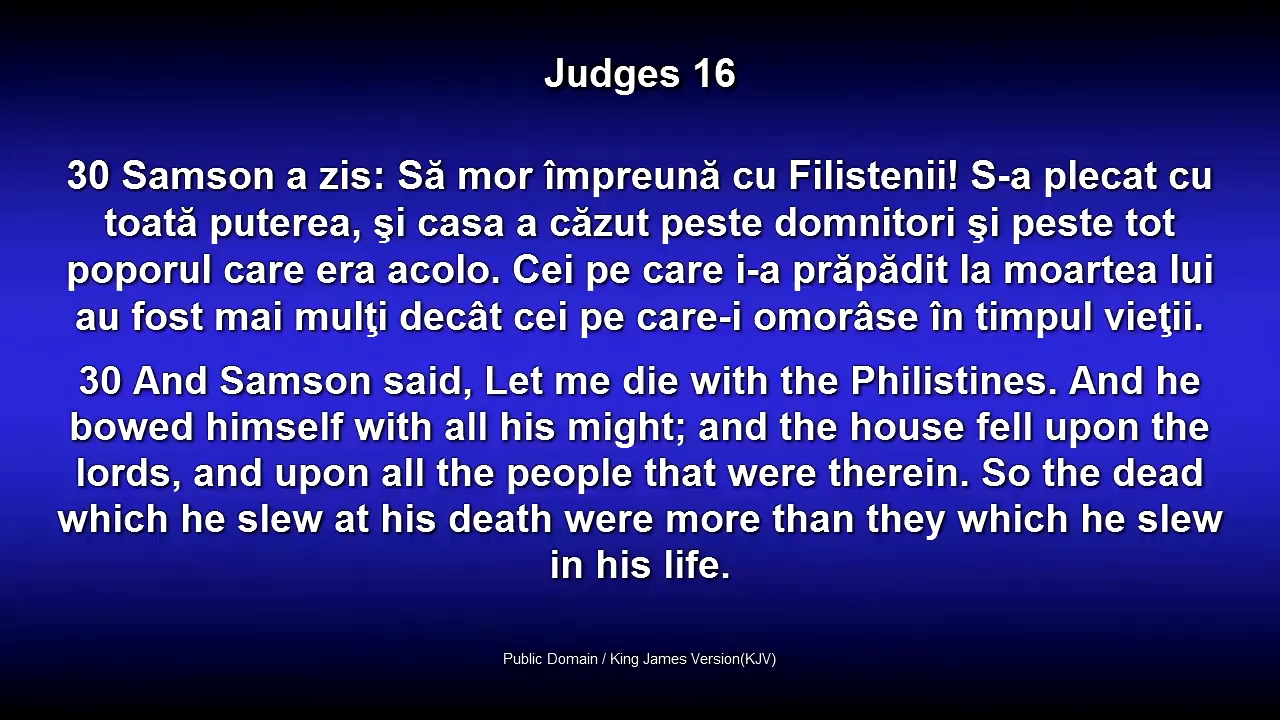 Judges 16
30 Samson a zis: Să mor împreună cu Filistenii! S-a plecat cu
toată puterea, şi casa a căzut peste domnitori şi peste tot
poporul care era acolo. Cei pe care i-a prăpădit la moartea lui
au fost mai mulţi decât cei pe care-i omorâse în timpul vieţii.
30 And Samson said, Let me die with the Philistines. And he
bowed himself with all his might; and the house fell upon the
lords, and upon all the people that were therein. So the dead
which he slew at his death were more than they which he slew
in his life.
Public Domain / King James Version(KJV)